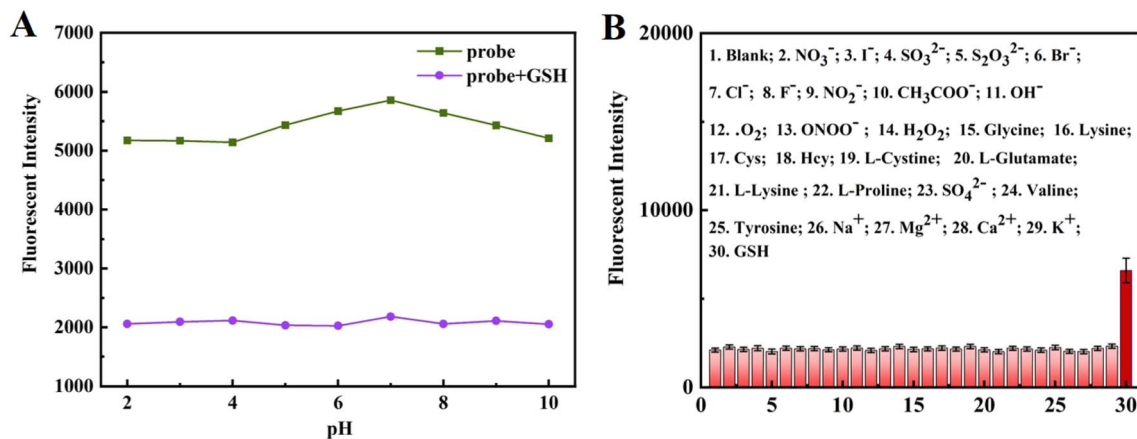 A
7000
6000
5000
4000
3000
2000
1000
Fluorescent Intensity
probe
probe+GSH
2
4
6
8
10
pH
B
20000
10000
0
Fluorescent Intensity
1. Blank; 2. NO₃⁻; 3. I⁻; 4. SO₃²⁻; 5. S₂O₃²⁻; 6. Br⁻;
7. Cl⁻; 8. F⁻; 9. NO₂⁻; 10. CH₃COO⁻; 11. OH⁻
12. .O₂; 13. ONOO⁻; 14. H₂O₂; 15. Glycine; 16. Lysine;
17. Cys; 18. Hcy; 19. L-Cystine; 20. L-Glutamate;
21. L-Lysine ; 22. L-Proline; 23. SO₄²⁻ ; 24. Valine;
25. Tyrosine; 26. Na⁺; 27. Mg²⁺; 28. Ca²⁺; 29. K⁺;
30. GSH
0
5
10
15
20
25
30